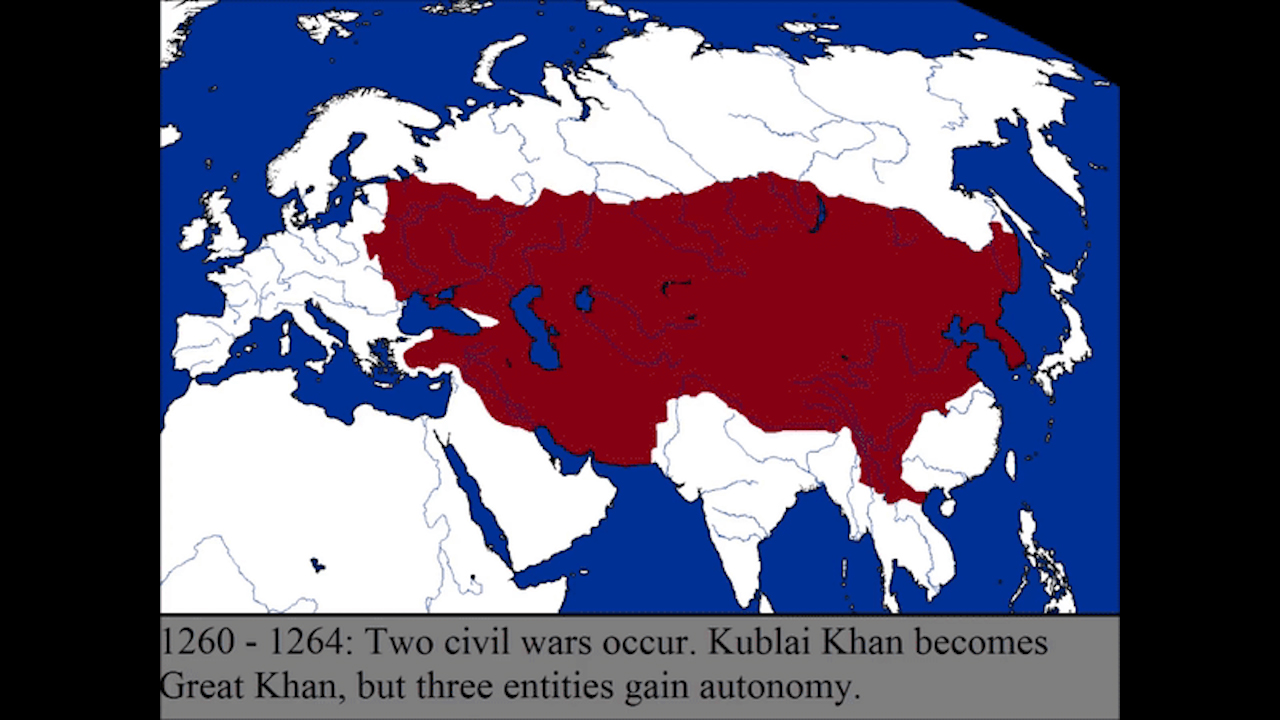 1260 - 1264: Two civil wars occur. Kublai Khan becomes
Great Khan, but three entities gain autonomy.